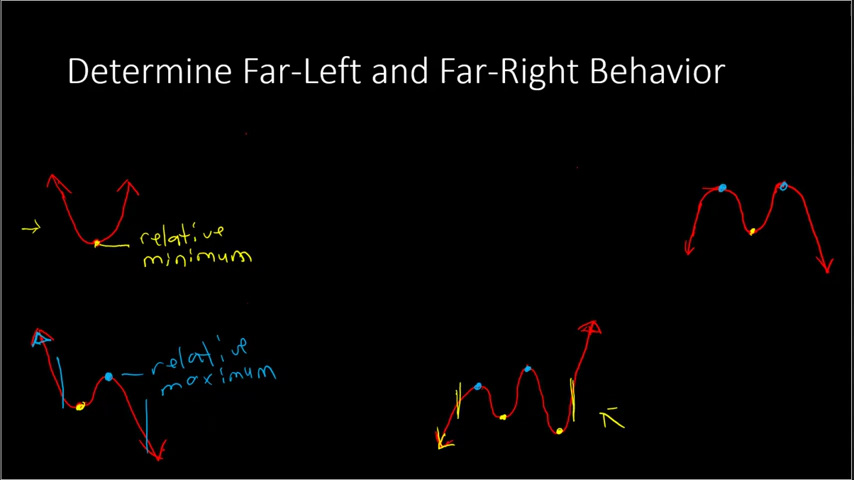 Determine Far-Left and Far-Right Behavior
relative
minimum
relative
maximum